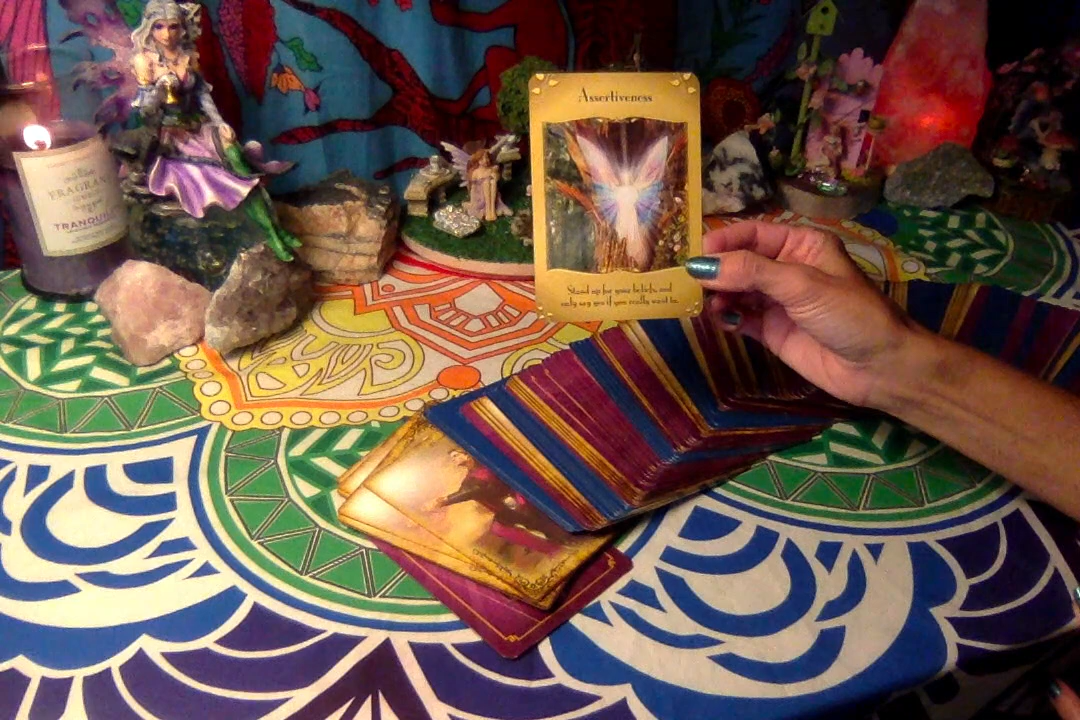 Assertiveness
Stand up for your beliefs, and
only say yes if you really want to.
FRAGRAN
TRANQUIL